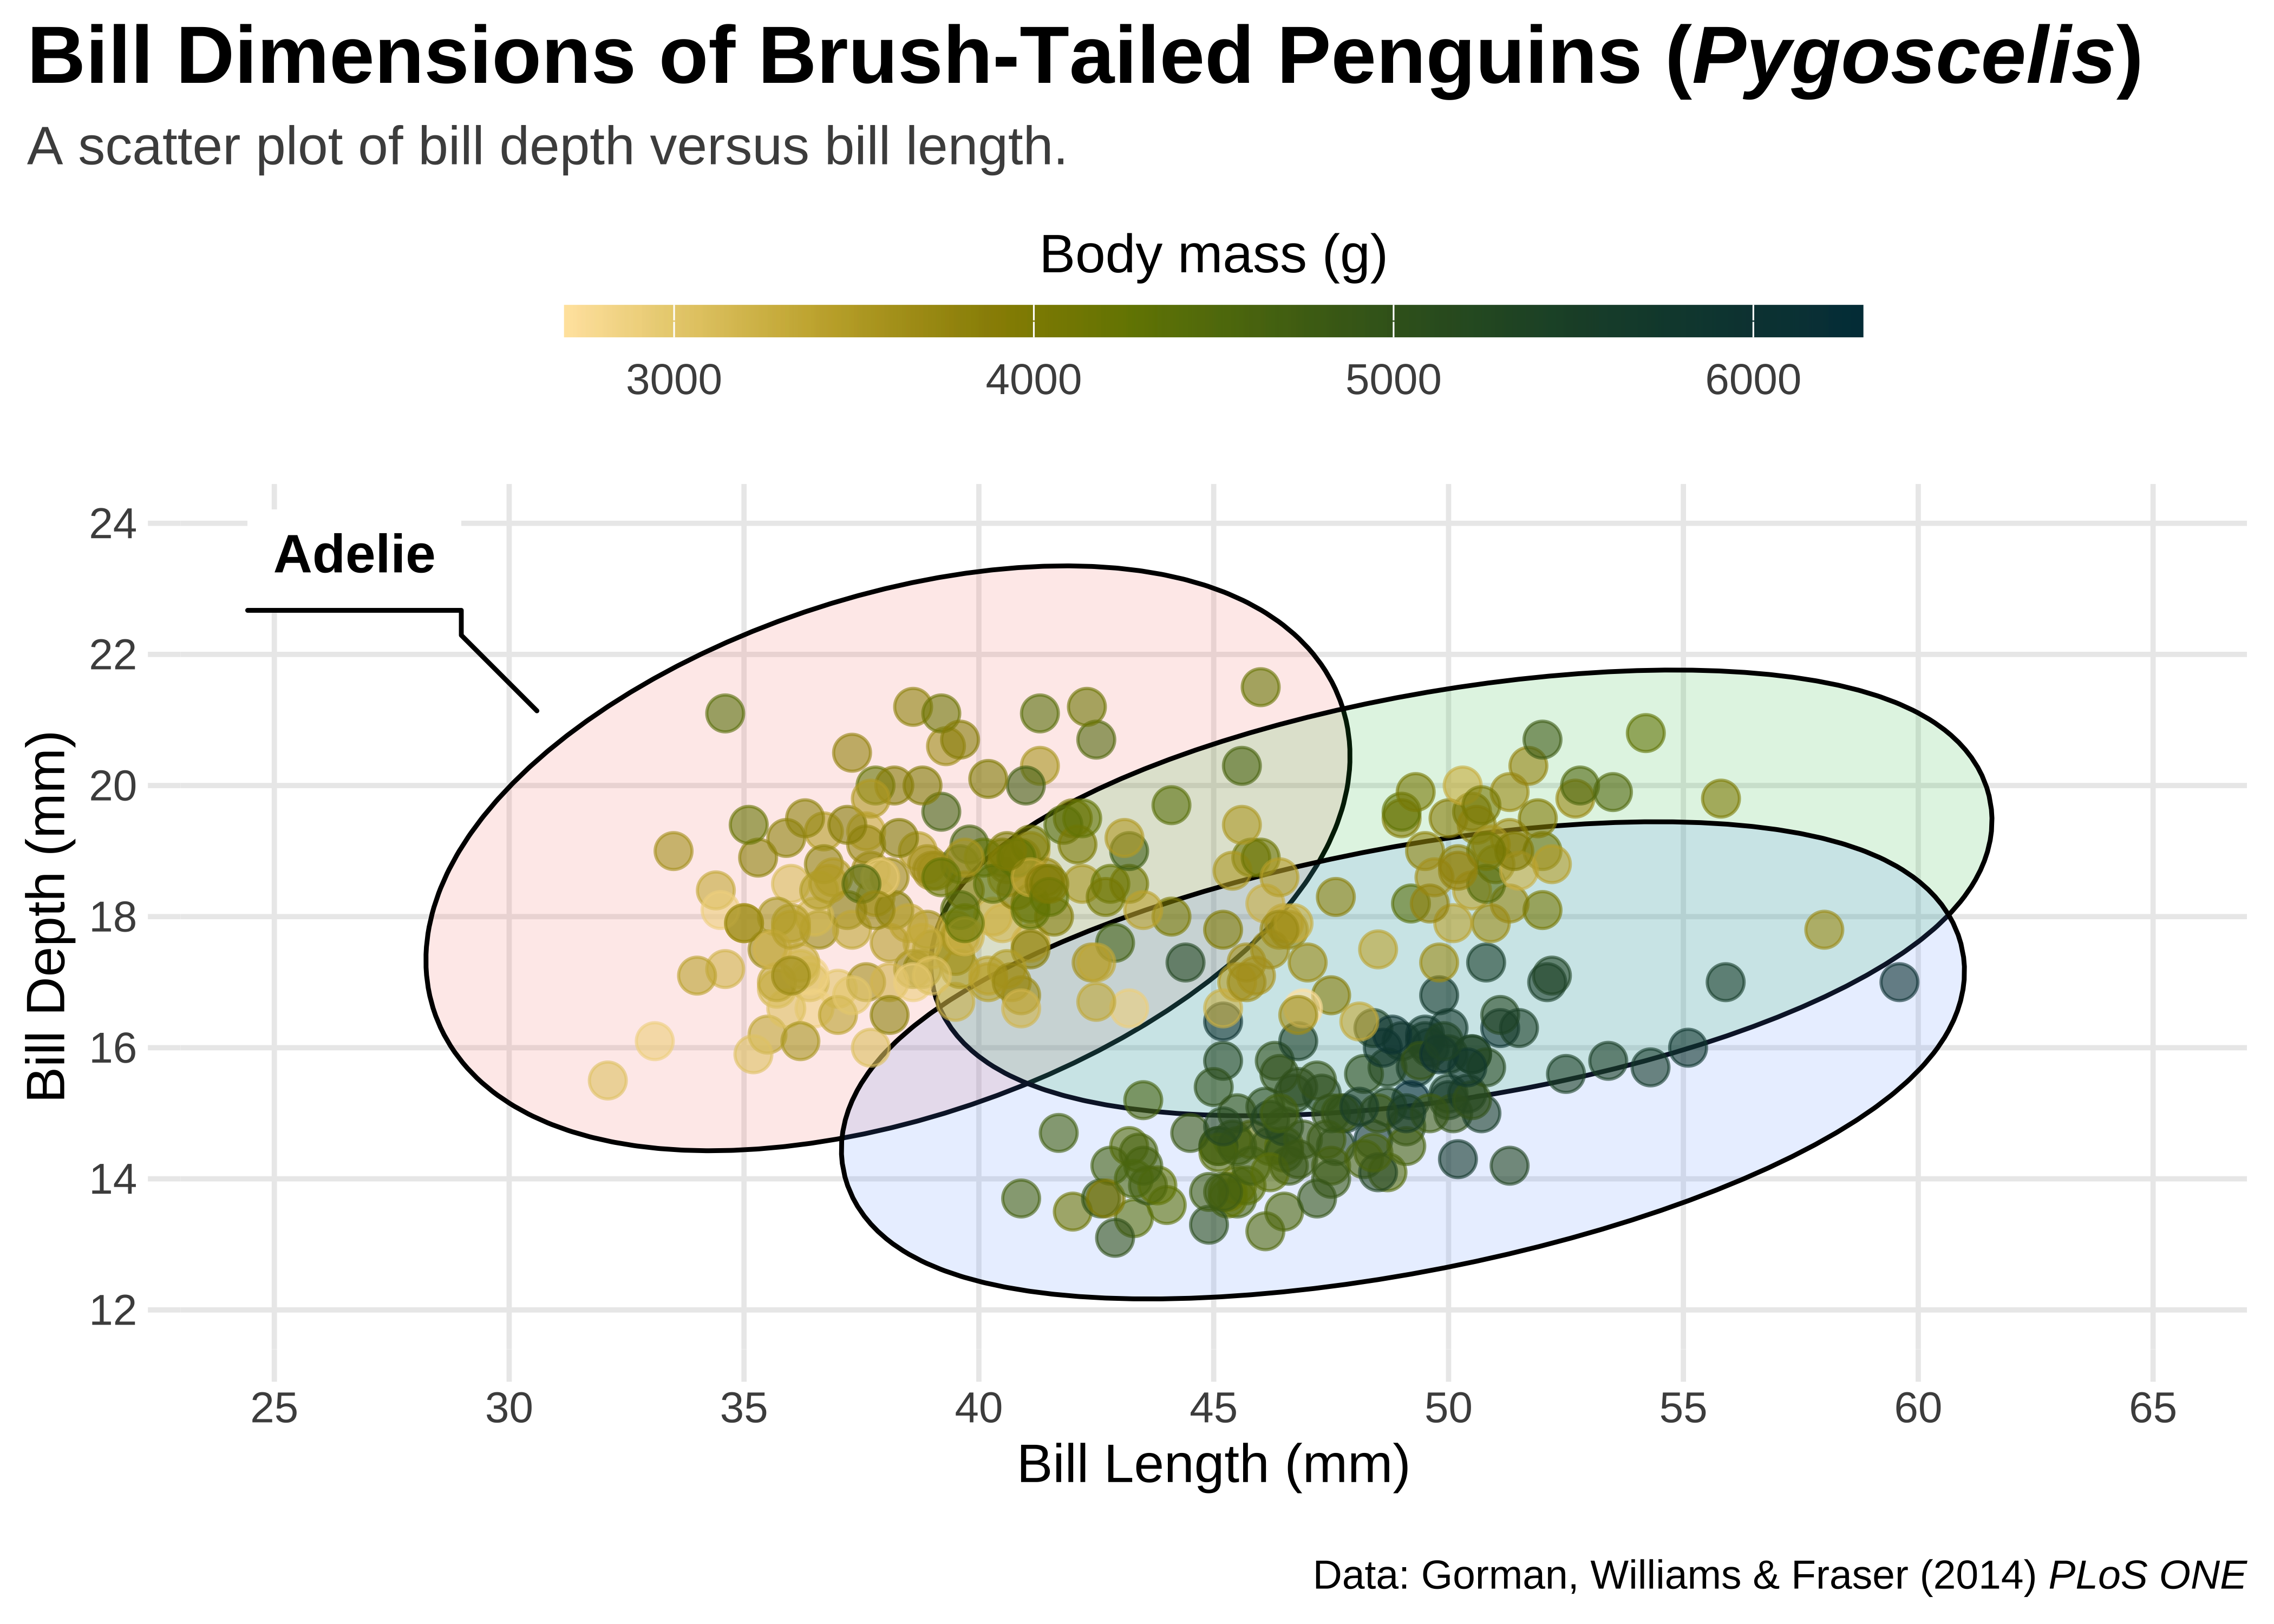 Bill Dimensions of Brush-Tailed Penguins (Pygoscelis)
A scatter plot of bill depth versus bill length.
Body mass (g)
3000 4000 5000 6000
Adelie
Bill Depth (mm)
24
22
20
18
16
14
12
25 30 35 40 45 50 55 60 65
Bill Length (mm)
Data: Gorman, Williams & Fraser (2014) PLoS ONE